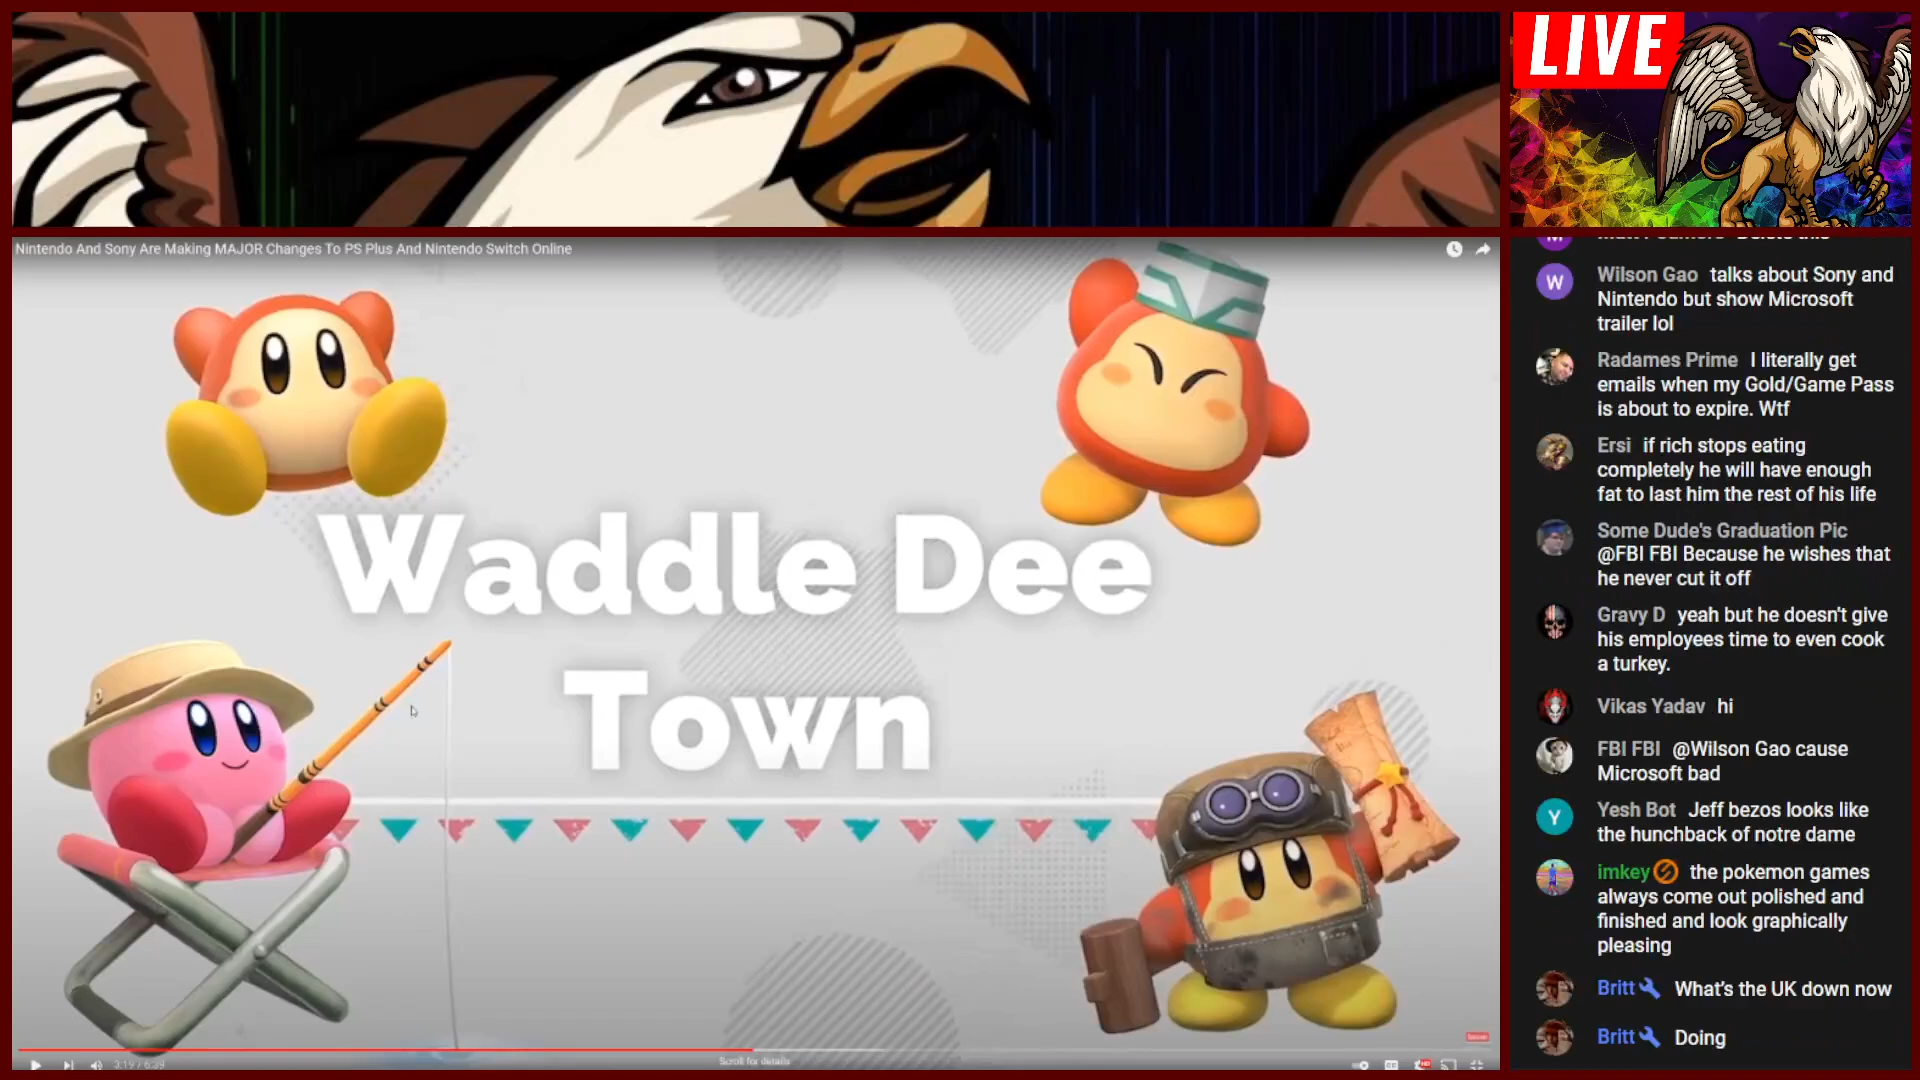 LIVE
Nintendo And Sony Are Making MAJOR Changes To PS Plus And Nintendo Switch Online
Waddle Dee
Town
3:19 / 6:39
Scroll for details
W
Wilson Gao talks about Sony and
Nintendo but show Microsoft
trailer lol
Radames Prime I literally get
emails when my Gold/Game Pass
is about to expire. Wtf
Ersi if rich stops eating
completely he will have enough
fat to last him the rest of his life
Some Dude's Graduation Pic
@FBI FBI Because he wishes that
he never cut it off
Gravy D yeah but he doesn't give
his employees time to even cook
a turkey.
Vikas Yadav hi
FBI FBI @Wilson Gao cause
Microsoft bad
Y
Yesh Bot Jeff bezos looks like
the hunchback of notre dame
imkey the pokemon games
always come out polished and
finished and look graphically
pleasing
Britt What's the UK down now
Britt Doing